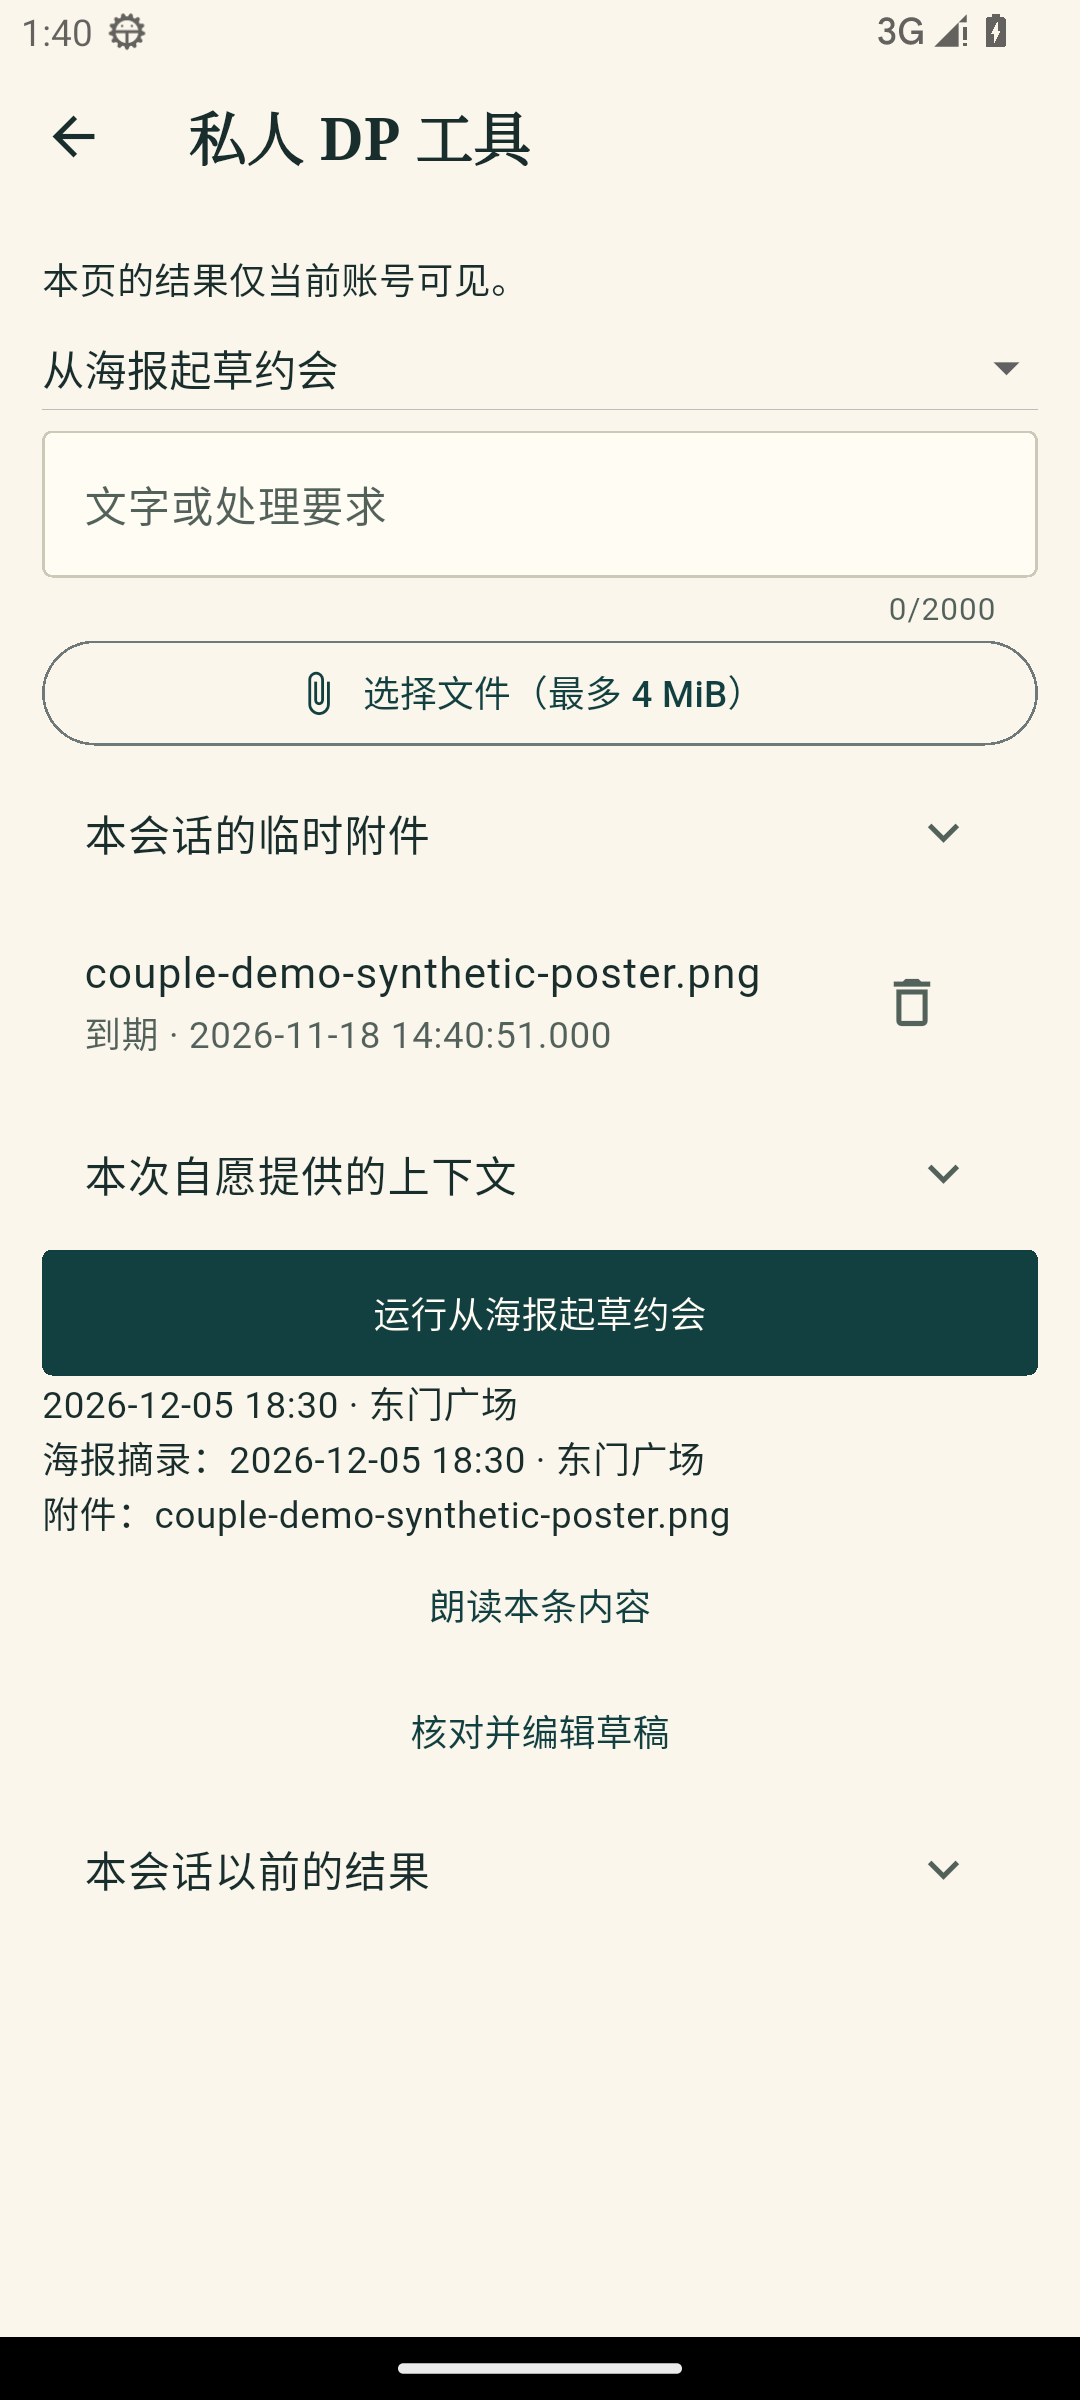 1:40
3G
私人 DP 工具
本页的结果仅当前账号可见。
从海报起草约会
文字或处理要求
0/2000
选择文件（最多 4 MiB）
本会话的临时附件
couple-demo-synthetic-poster.png
到期 · 2026-11-18 14:40:51.000
本次自愿提供的上下文
运行从海报起草约会
2026-12-05 18:30 · 东门广场
海报摘录：2026-12-05 18:30 · 东门广场
附件：couple-demo-synthetic-poster.png
朗读本条内容
核对并编辑草稿
本会话以前的结果